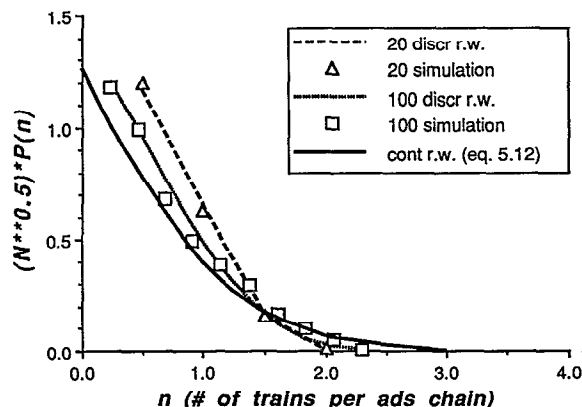 20 discr r.w.
20 simulation
100 discr r.w.
100 simulation
cont r.w. (eq. 5.12)
(N**0.5)*P(n)
1.5
1.0
0.5
0.0
0.0 1.0 2.0 3.0 4.0
n (# of trains per ads chain)